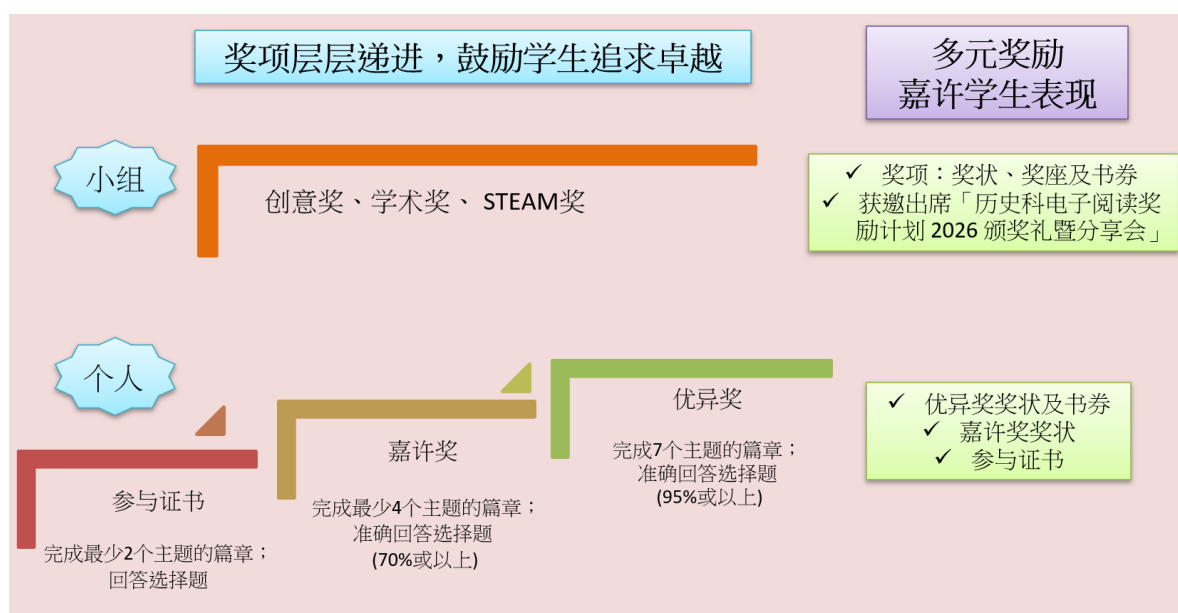 奖项层层递进，鼓励学生追求卓越
多元奖励
嘉许学生表现
小组
创意奖、学术奖、 STEAM奖
✓ 奖项：奖状、奖座及书券
✓ 获邀出席「历史科电子阅读奖
励计划 2026 颁奖礼暨分享会」
个人
参与证书
完成最少2个主题的篇章；
回答选择题
嘉许奖
完成最少4个主题的篇章；
准确回答选择题
(70%或以上)
优异奖
完成7个主题的篇章；
准确回答选择题
(95%或以上)
✓ 优异奖奖状及书券
✓ 嘉许奖奖状
✓ 参与证书